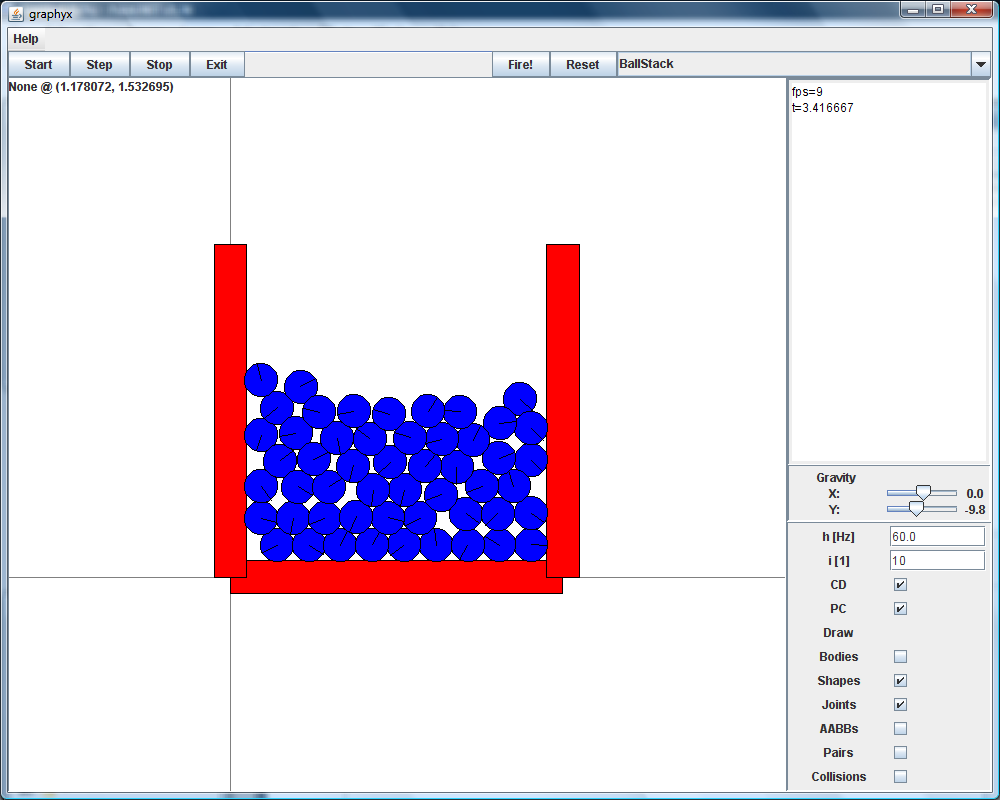 graphyx
Help
Start Step Stop Exit Fire! Reset BallStack
None @ (1.178072, 1.532695)
fps=9
t=3.416667
Gravity
X: 0.0
Y: -9.8
h [Hz] 60.0
i [1] 10
CD
PC
Draw
Bodies
Shapes
Joints
AABBs
Pairs
Collisions